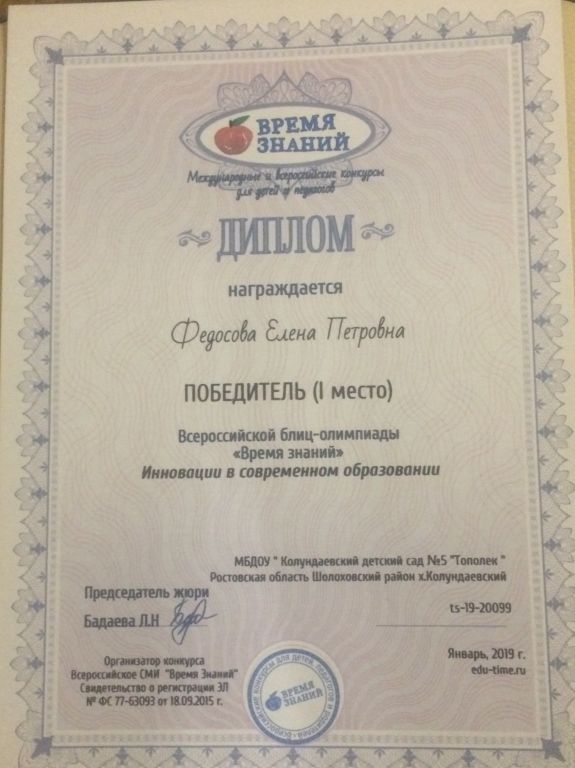 ВРЕМЯ
ЗНАНИЙ
Международные и всероссийские конкурсы
для детей и педагогов
ДИПЛОМ
награждается
Федосова Елена Петровна
ПОБЕДИТЕЛЬ (I место)
Всероссийской блиц-олимпиады
«Время знаний»
Инновации в современном образовании
МБДОУ " Колундаевский детский сад №5 "Тополек "
Ростовская область Шолоховский район х.Колундаевский
Председатель жюри
Бадаева Л.Н
ts-19-20099
Организатор конкурса
Всероссийское СМИ "Время Знаний"
Свидетельство о регистрации ЭЛ
№ ФС 77-63093 от 18.09.2015 г.
Январь, 2019 г.
edu-time.ru
ВРЕМЯ
ЗНАНИЙ